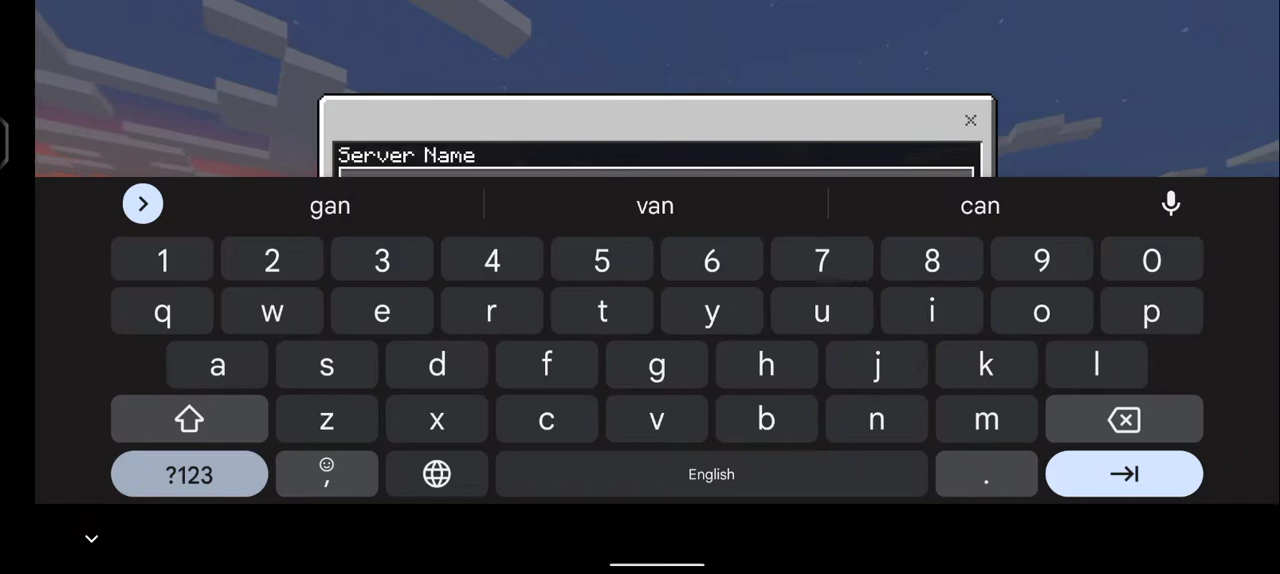 Server Name
gan van can
1 2 3 4 5 6 7 8 9 0
q w e r t y u i o p
a s d f g h j k l
z x c v b n m
?123 , English .